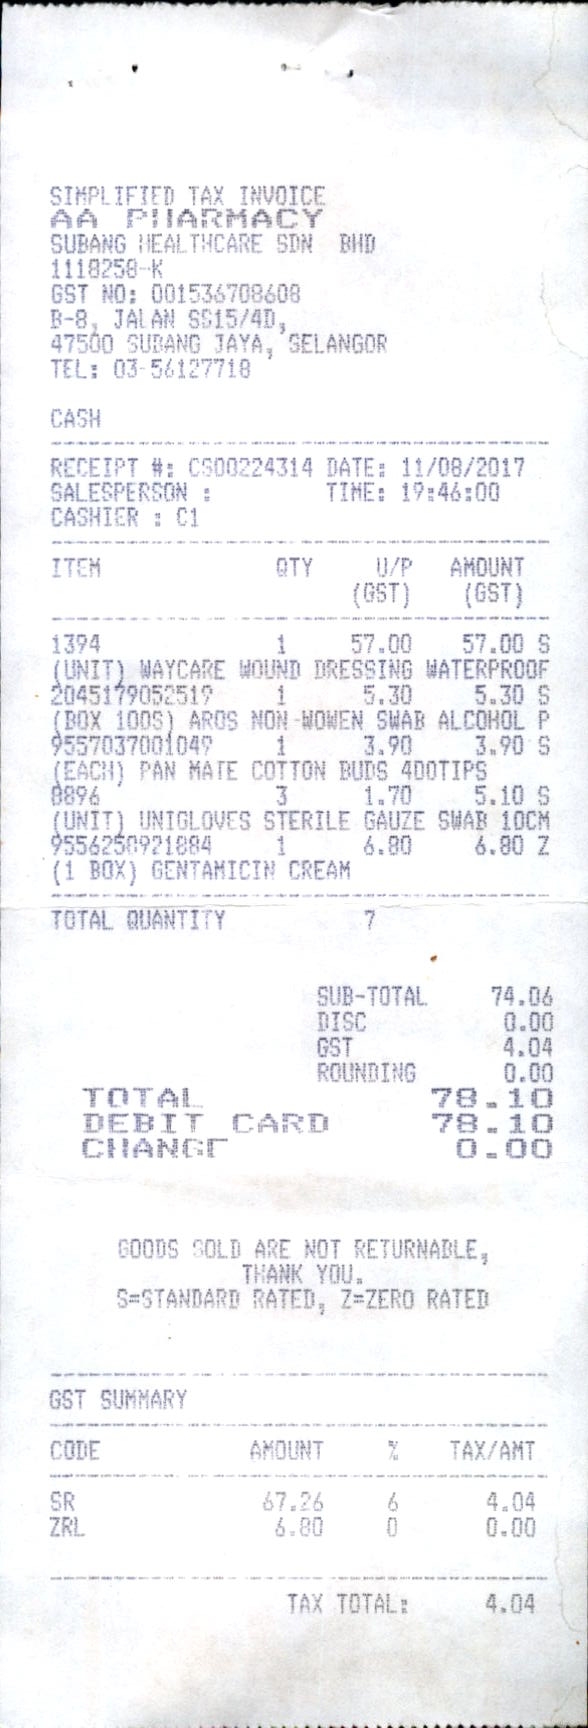 SIMPLIFIED TAX INVOICE
AA PHARMACY
SUBANG HEALTHCARE SDN BHD
1118258-K
GST NO: 001536708608
B-8, JALAN SS15/4D,
47500 SUBANG JAYA, SELANGOR
TEL: 03-56127718
CASH
RECEIPT #: CS00224314 DATE: 11/08/2017
SALESPERSON : TIME: 19:46:00
CASHIER : C1
ITEM QTY U/P AMOUNT
(GST) (GST)
1394 1 57.00 57.00 S
(UNIT) WAYCARE WOUND DRESSING WATERPROOF
2045179052519 1 5.30 5.30 S
(BOX 100S) AROS NON-WOWEN SWAB ALCOHOL P
9557037001049 1 3.90 3.90 S
(EACH) PAN MATE COTTON BUDS 400TIPS
8896 3 1.70 5.10 S
(UNIT) UNIGLOVES STERILE GAUZE SWAB 10CM
9556250921884 1 6.80 6.80 Z
(1 BOX) GENTAMICIN CREAM
TOTAL QUANTITY 7
SUB-TOTAL 74.06
DISC 0.00
GST 4.04
ROUNDING 0.00
TOTAL 78.10
DEBIT CARD 78.10
CHANGE 0.00
GOODS SOLD ARE NOT RETURNABLE,
THANK YOU.
S=STANDARD RATED, Z=ZERO RATED
GST SUMMARY
CODE AMOUNT % TAX/AMT
SR 67.26 6 4.04
ZRL 6.80 0 0.00
TAX TOTAL: 4.04